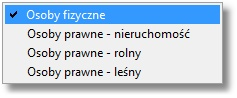 Osoby fizyczne
Osoby prawne - nieruchomość
Osoby prawne - rolny
Osoby prawne - leśny